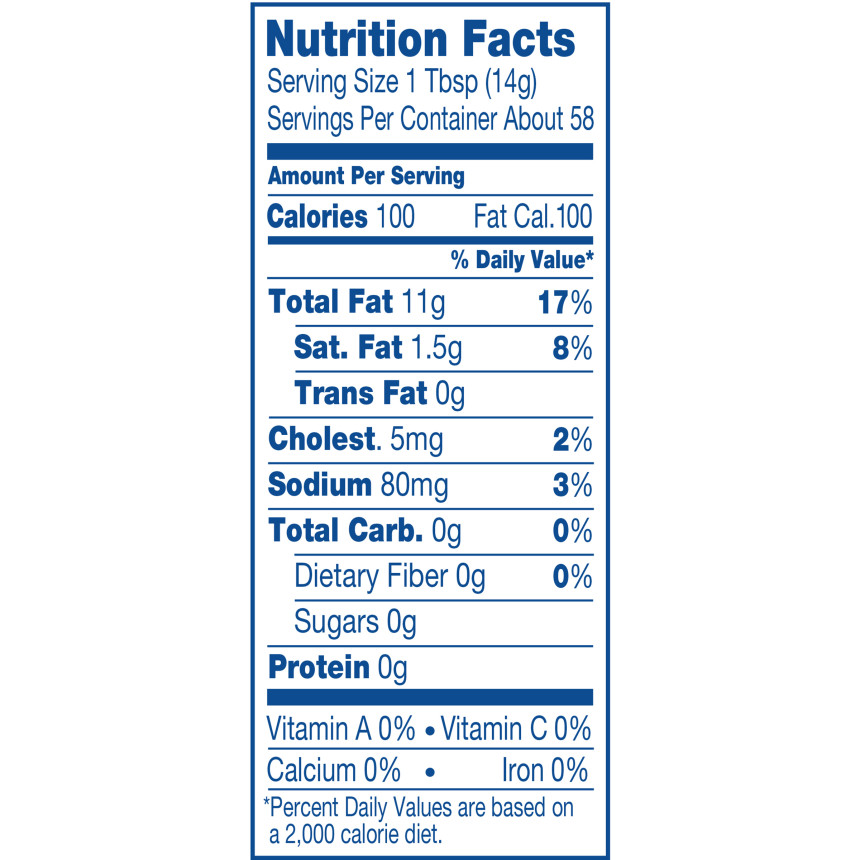 Nutrition Facts
Serving Size 1 Tbsp (14g)
Servings Per Container About 58
Amount Per Serving
Calories 100 Fat Cal.100
% Daily Value*
Total Fat 11g 17%
Sat. Fat 1.5g 8%
Trans Fat 0g
Cholest. 5mg 2%
Sodium 80mg 3%
Total Carb. 0g 0%
Dietary Fiber 0g 0%
Sugars 0g
Protein 0g
Vitamin A 0% • Vitamin C 0%
Calcium 0% • Iron 0%
*Percent Daily Values are based on
a 2,000 calorie diet.